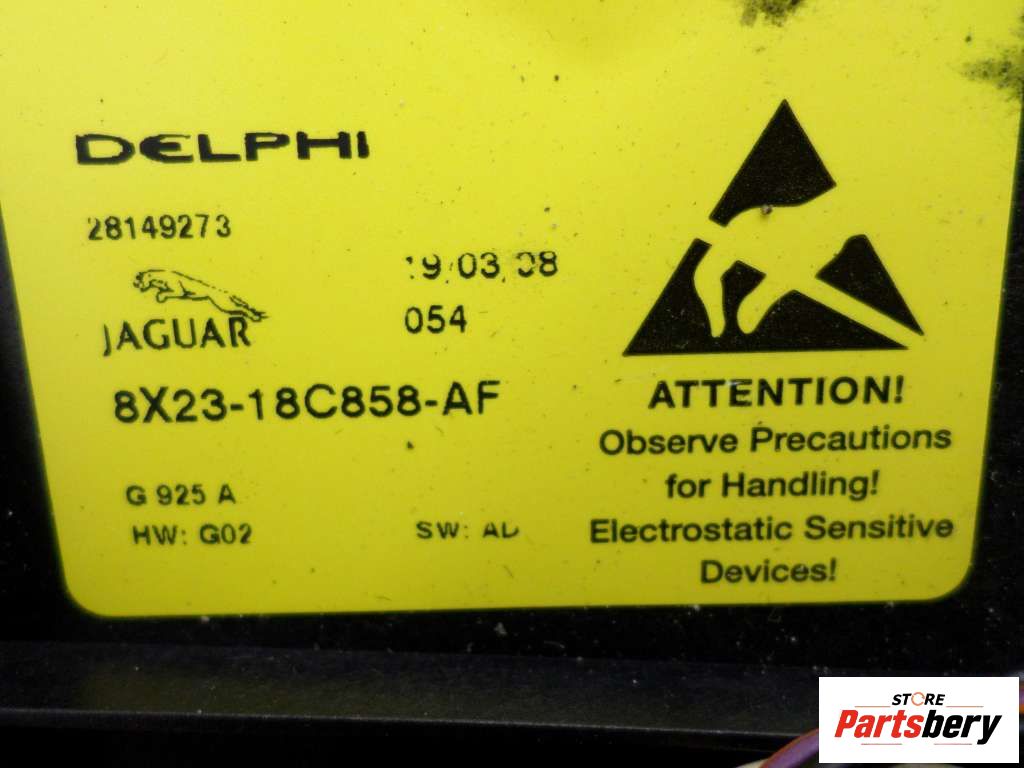 DELPHI
28149273
19.03.08
JAGUAR
054
8X23-18C858-AF
G 925 A
HW: G02
SW: AD
ATTENTION!
Observe Precautions
for Handling!
Electrostatic Sensitive
Devices!
STORE
Partsbery